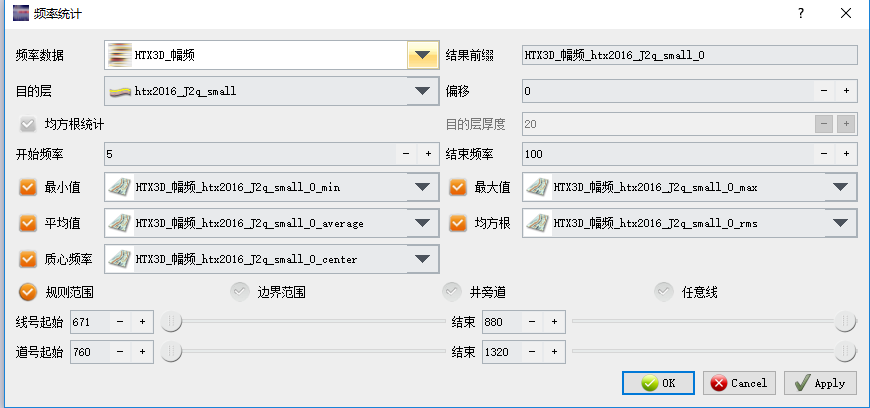 频率统计
频率数据 HTX3D_幅频 结果前缀 HTX3D_幅频_htx2016_J2q_small_0
目的层 htx2016_J2q_small 偏移 0
均方根统计 目的层厚度 20
开始频率 5 结束频率 100
最小值 HTX3D_幅频_htx2016_J2q_small_0_min 最大值 HTX3D_幅频_htx2016_J2q_small_0_max
平均值 HTX3D_幅频_htx2016_J2q_small_0_average 均方根 HTX3D_幅频_htx2016_J2q_small_0_rms
质心频率 HTX3D_幅频_htx2016_J2q_small_0_center
规则范围 边界范围 井旁道 任意线
线号起始 671 结束 880
道号起始 760 结束 1320
OK Cancel Apply